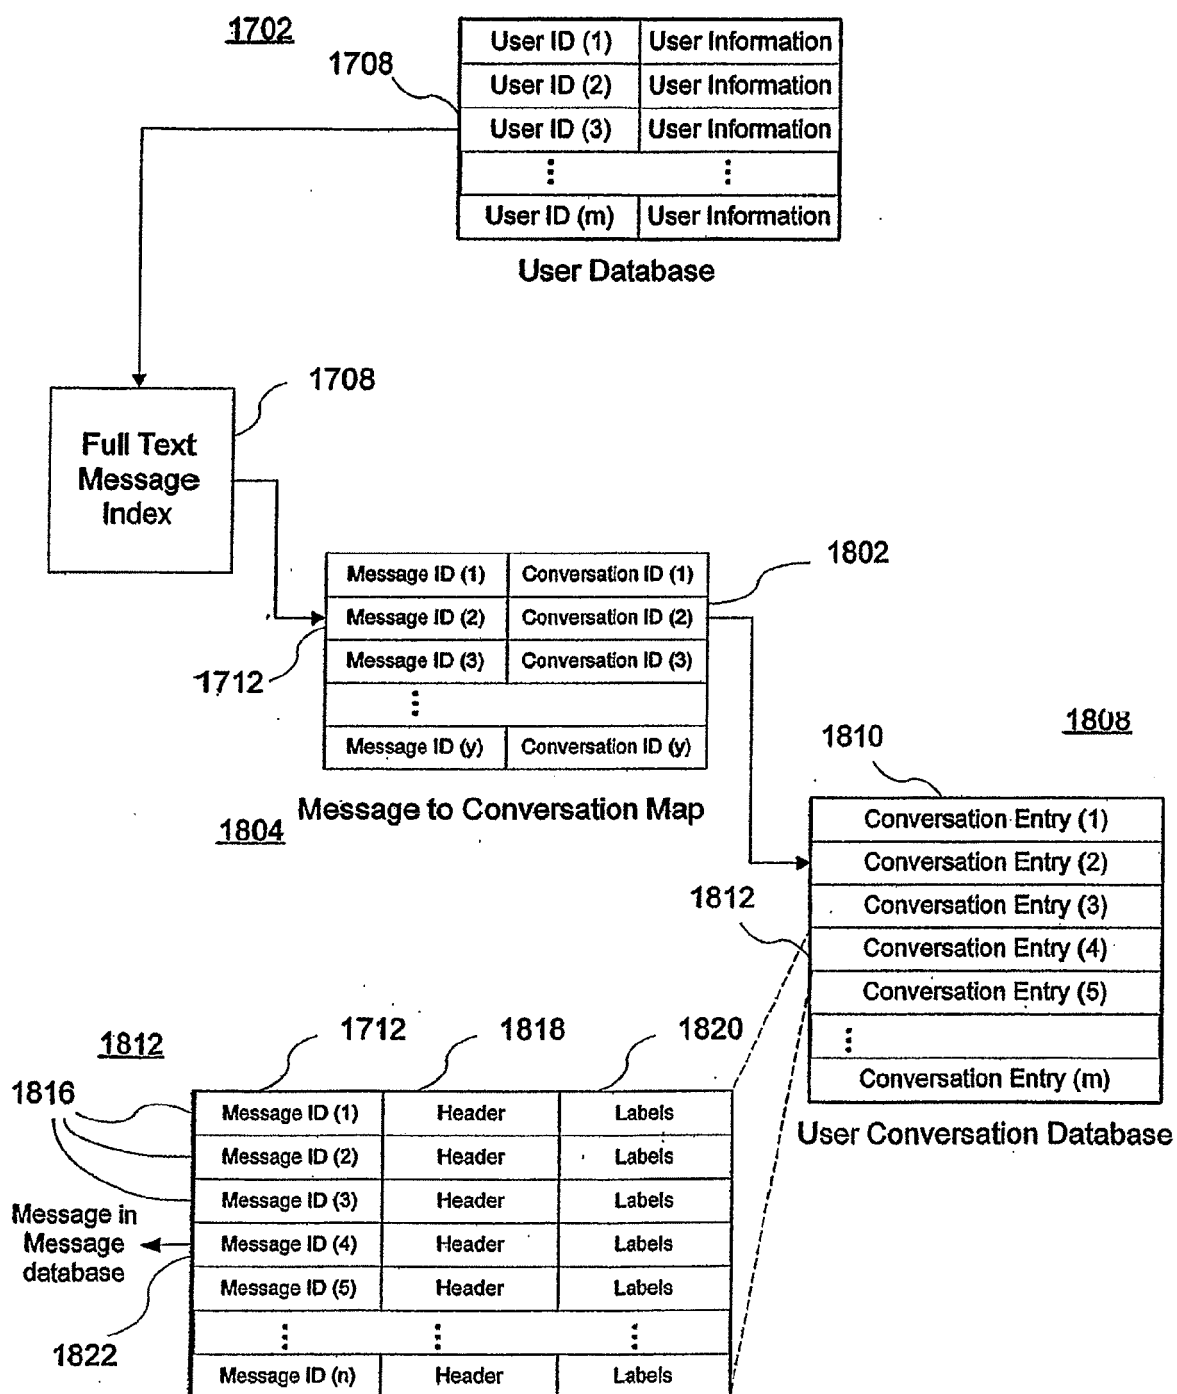 1702
1708
User ID (1) User Information
User ID (2) User Information
User ID (3) User Information
⋮ ⋮
User ID (m) User Information
User Database
1708
Full Text
Message
Index
1802
Message ID (1) Conversation ID (1)
Message ID (2) Conversation ID (2)
Message ID (3) Conversation ID (3)
⋮
Message ID (y) Conversation ID (y)
1712
Message to Conversation Map
1804
1808
1810
Conversation Entry (1)
Conversation Entry (2)
Conversation Entry (3)
Conversation Entry (4)
Conversation Entry (5)
⋮
Conversation Entry (m)
1812
User Conversation Database
1812
1712 1818 1820
1816
Message ID (1) Header Labels
Message ID (2) Header Labels
Message ID (3) Header Labels
Message ID (4) Header Labels
Message ID (5) Header Labels
⋮ ⋮ ⋮
Message ID (n) Header Labels
Message in
Message
database
1822